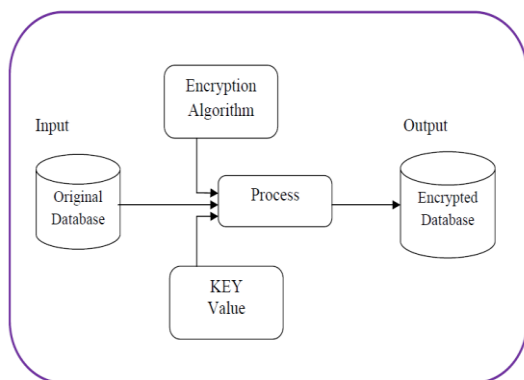 Encryption
Algorithm
Input
Output
Original
Database
Process
Encrypted
Database
KEY
Value